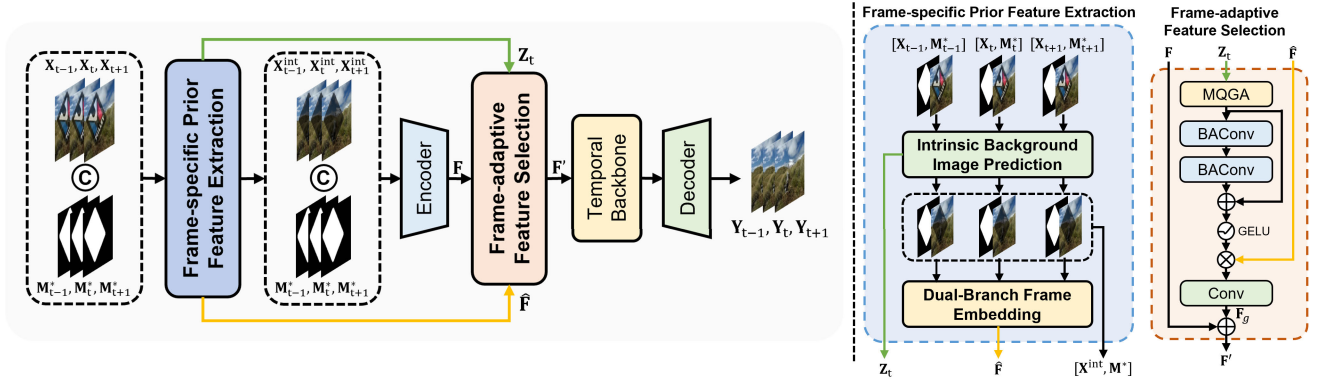 X_{t−1}, X_t, X_{t+1}
C
M*_{t−1}, M*_t, M*_{t+1}
Frame-specific Prior
Feature Extraction
X^{int}_{t−1}, X^{int}_t, X^{int}_{t+1}
C
M*_{t−1}, M*_t, M*_{t+1}
Encoder
F
Z_t
Frame-adaptive
Feature Selection
F̂
F′
Temporal
Backbone
Decoder
Y_{t−1}, Y_t, Y_{t+1}
Frame-specific Prior Feature Extraction
[X_{t−1}, M*_{t−1}] [X_t, M*_t] [X_{t+1}, M*_{t+1}]
Intrinsic Background
Image Prediction
Dual-Branch Frame
Embedding
Z_t
F̂
[X^{int}, M*]
Frame-adaptive
Feature Selection
F
Z_t
F̂
MQGA
BAConv
BAConv
GELU
Conv
F_g
F′